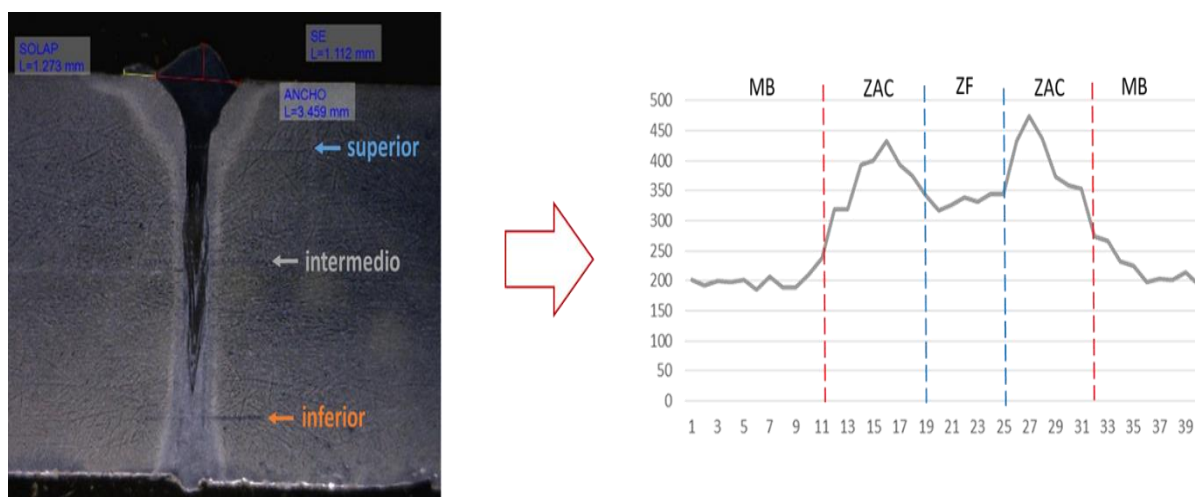 SOLAP
L=1.273 mm
SE
L=1.112 mm
ANCHO
L=3.459 mm
superior
intermedio
inferior
MB ZAC ZF ZAC MB
500
450
400
350
300
250
200
150
100
50
0
1 3 5 7 9 11 13 15 17 19 21 23 25 27 29 31 33 35 37 39